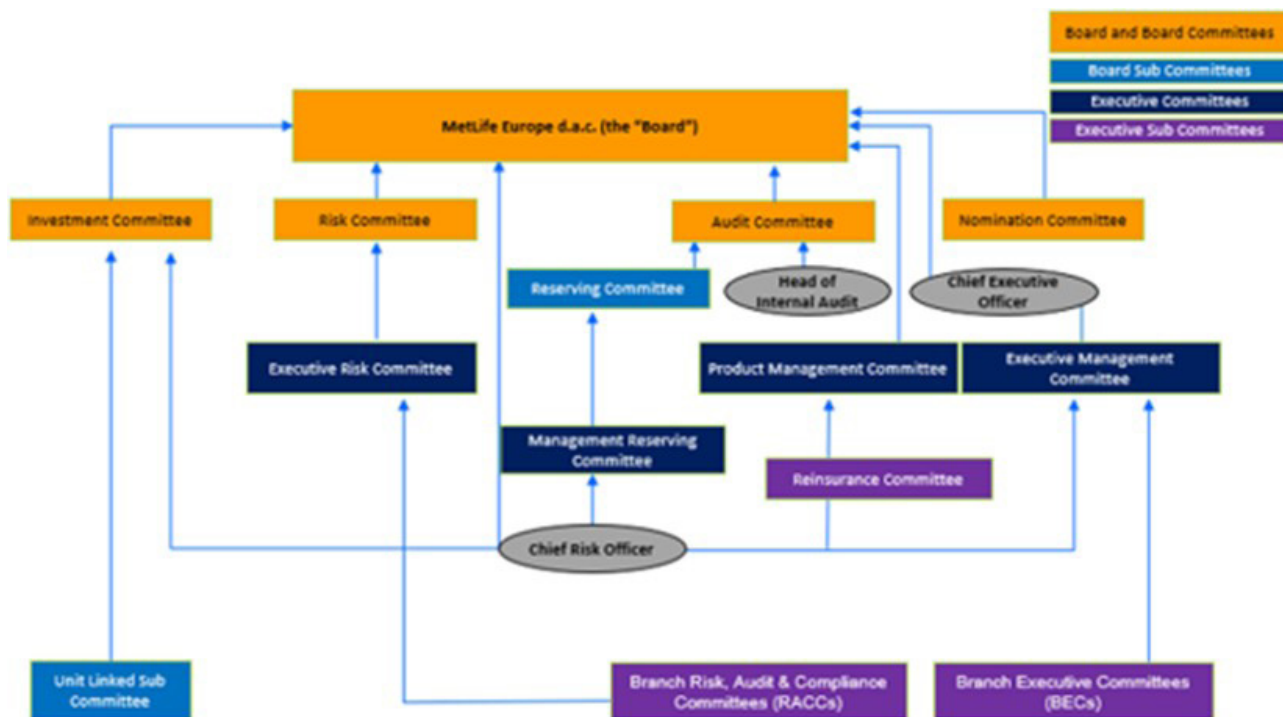 Board and Board Committees
Board Sub Committees
Executive Committees
Executive Sub Committees
MetLife Europe d.a.c. (the "Board")
Investment Committee
Risk Committee
Audit Committee
Nomination Committee
Reserving Committee
Head of
Internal Audit
Chief Executive
Officer
Executive Risk Committee
Product Management Committee
Executive Management
Committee
Management Reserving
Committee
Reinsurance Committee
Chief Risk Officer
Unit Linked Sub
Committee
Branch Risk, Audit & Compliance
Committees (RACCs)
Branch Executive Committees
(BECs)